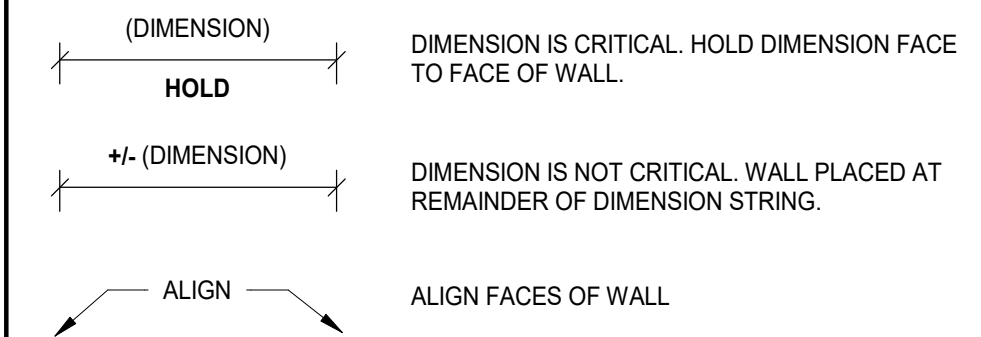 (DIMENSION)
HOLD
DIMENSION IS CRITICAL. HOLD DIMENSION FACE
TO FACE OF WALL.
+/- (DIMENSION)
DIMENSION IS NOT CRITICAL. WALL PLACED AT
REMAINDER OF DIMENSION STRING.
ALIGN
ALIGN FACES OF WALL